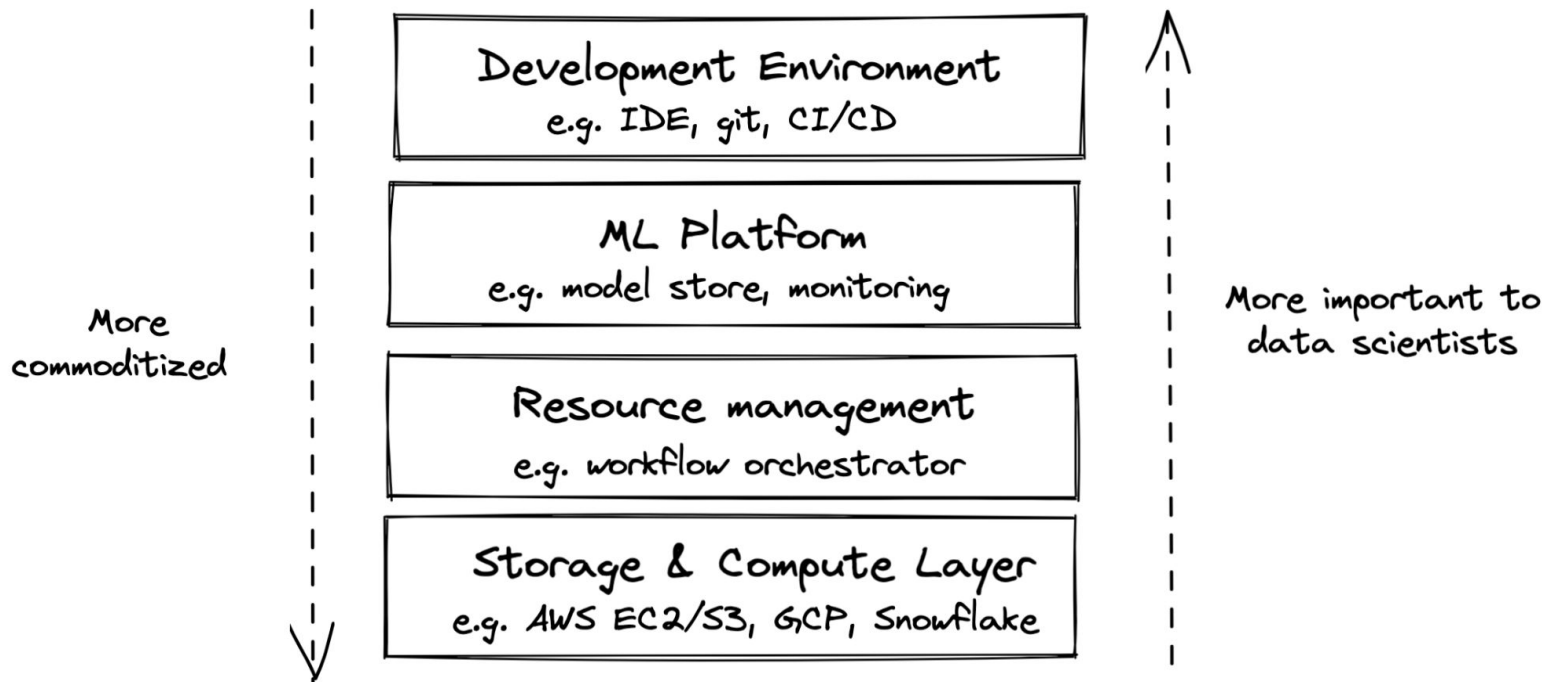 Development Environment
e.g. IDE, git, CI/CD
ML Platform
e.g. model store, monitoring
More
commoditized
More important to
data scientists
Resource management
e.g. workflow orchestrator
Storage & Compute Layer
e.g. AWS EC2/S3, GCP, Snowflake